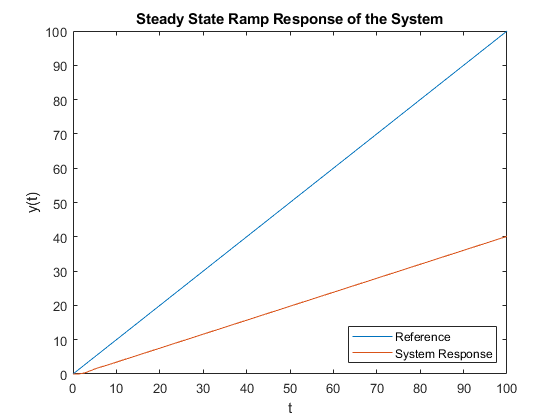 Steady State Ramp Response of the System
100
90
80
70
60
50
40
30
20
10
0
y(t)
0 10 20 30 40 50 60 70 80 90 100
t
Reference
System Response